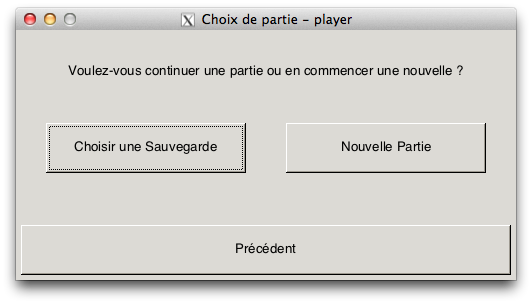 Choix de partie - player
Voulez-vous continuer une partie ou en commencer une nouvelle ?
Choisir une Sauvegarde
Nouvelle Partie
Précédent